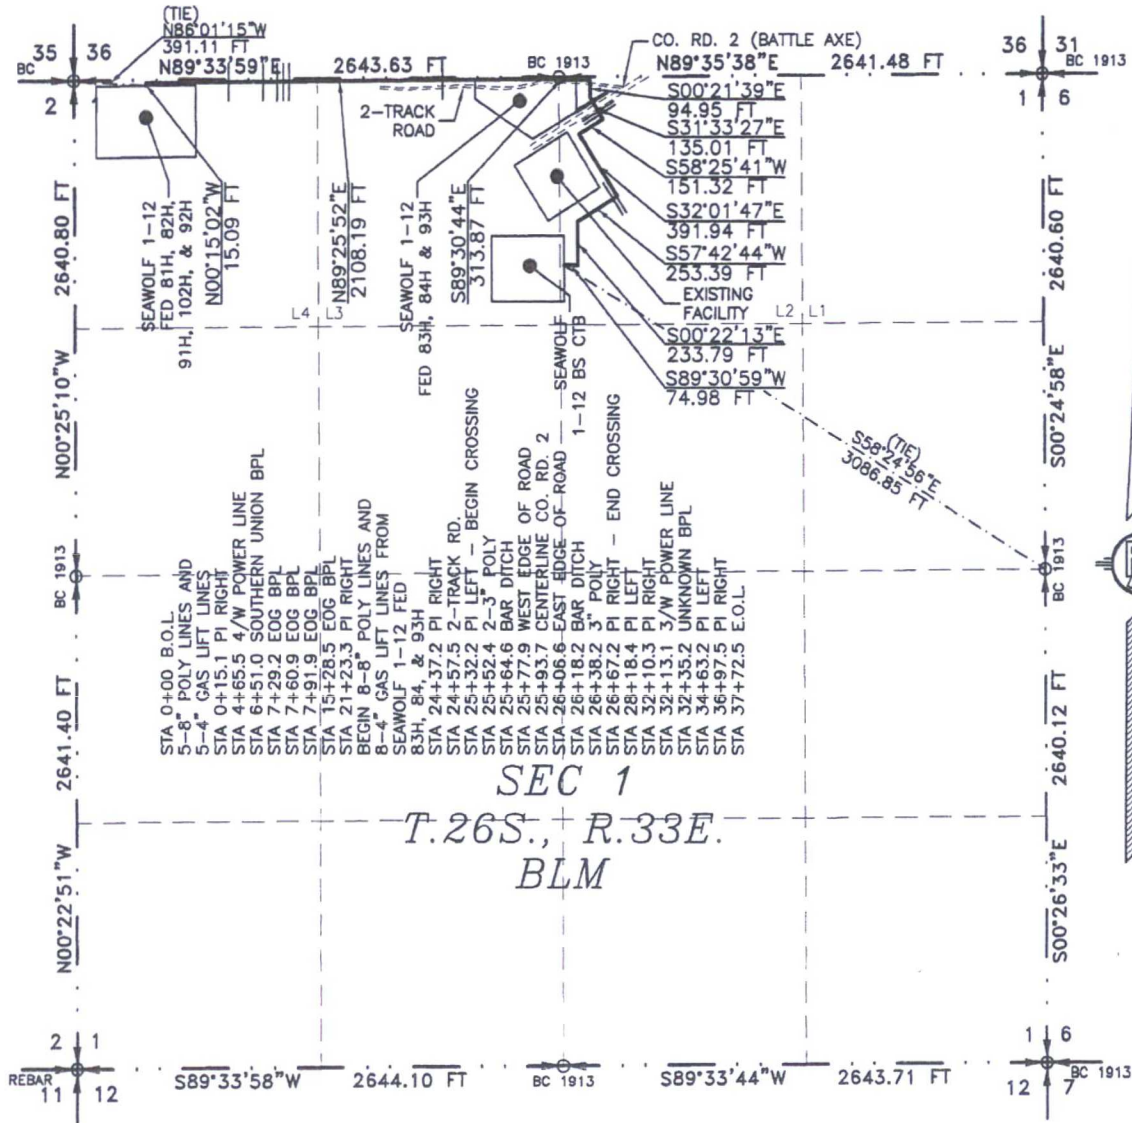 (TIE)
N86°01'15"W
391.11 FT
35
36
BC
2
N89°33'59"E
2643.63 FT
BC 1913
CO. RD. 2 (BATTLE AXE)
N89°35'38"E
2641.48 FT
36
31
BC 1913
1
6
2-TRACK
ROAD
S00°21'39"E
94.95 FT
S31°33'27"E
135.01 FT
S58°25'41"W
151.32 FT
S32°01'47"E
391.94 FT
S57°42'44"W
253.39 FT
EXISTING
FACILITY
S00°22'13"E
233.79 FT
S89°30'59"W
74.98 FT
L4
L3
L2
L1
SEAWOLF 1-12
FED 81H, 82H,
91H, 102H, & 92H
N00°15'02"W
15.09 FT
N89°25'52"E
2108.19 FT
SEAWOLF 1-12
FED 83H, 84H & 93H
S89°30'44"E
313.87 FT
SEAWOLF
1-12 BS CTB
(TIE)
S58°24'56"E
3086.85 FT
2640.80 FT
N00°25'10"W
BC 1913
2641.40 FT
N00°22'51"W
2640.60 FT
S00°24'58"E
BC 1913
2640.12 FT
S00°26'33"E
STA 0+00 B.O.L.
5-8" POLY LINES AND
5-4" GAS LIFT LINES
STA 0+15.1 PI RIGHT
STA 4+65.5 4/W POWER LINE
STA 6+51.0 SOUTHERN UNION BPL
STA 7+29.2 EOG BPL
STA 7+60.9 EOG BPL
STA 7+91.9 EOG BPL
STA 15+28.5 EOG BPL
STA 21+23.3 PI RIGHT
BEGIN 8-8" POLY LINES AND
8-4" GAS LIFT LINES FROM
SEAWOLF 1-12 FED
83H, 84, & 93H
STA 24+37.2 PI RIGHT
STA 24+57.5 2-TRACK RD.
STA 25+32.2 PI LEFT - BEGIN CROSSING
STA 25+52.4 2-3" POLY
STA 25+64.6 BAR DITCH
STA 25+77.9 WEST EDGE OF ROAD
STA 25+93.7 CENTERLINE CO. RD. 2
STA 26+06.6 EAST EDGE OF ROAD
STA 26+18.2 BAR DITCH
STA 26+38.2 3" POLY
STA 26+67.2 PI RIGHT - END CROSSING
STA 28+18.4 PI LEFT
STA 32+10.3 PI RIGHT
STA 32+13.1 3/W POWER LINE
STA 32+35.2 UNKNOWN BPL
STA 34+63.2 PI LEFT
STA 36+97.5 PI RIGHT
STA 37+72.5 E.O.L.
SEC 1
T.26S., R.33E.
BLM
2
1
REBAR
11
12
S89°33'58"W
2644.10 FT
BC 1913
S89°33'44"W
2643.71 FT
1
6
BC 1913
12
7